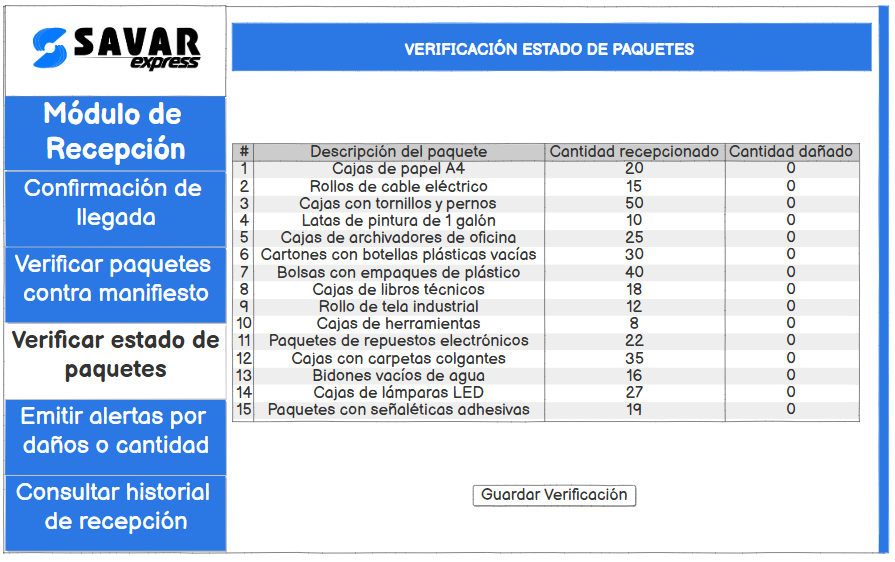 SAVAR
express
Módulo de
Recepción
Confirmación de
llegada
Verificar paquetes
contra manifiesto
Verificar estado de
paquetes
Emitir alertas por
daños o cantidad
Consultar historial
de recepción
VERIFICACIÓN ESTADO DE PAQUETES
# Descripción del paquete Cantidad recepcionado Cantidad dañado
1 Cajas de papel A4 20 0
2 Rollos de cable eléctrico 15 0
3 Cajas con tornillos y pernos 50 0
4 Latas de pintura de 1 galón 10 0
5 Cajas de archivadores de oficina 25 0
6 Cartones con botellas plásticas vacías 30 0
7 Bolsas con empaques de plástico 40 0
8 Cajas de libros técnicos 18 0
9 Rollo de tela industrial 12 0
10 Cajas de herramientas 8 0
11 Paquetes de repuestos electrónicos 22 0
12 Cajas con carpetas colgantes 35 0
13 Bidones vacíos de agua 16 0
14 Cajas de lámparas LED 27 0
15 Paquetes con señaléticas adhesivas 19 0
Guardar Verificación